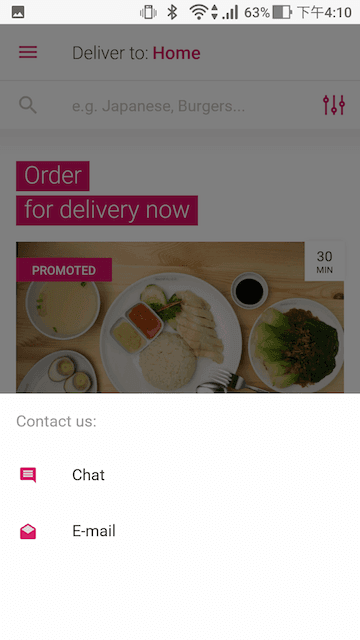 63% 下午4:10
Deliver to: Home
e.g. Japanese, Burgers...
Order
for delivery now
PROMOTED
30
MIN
Contact us:
Chat
E-mail